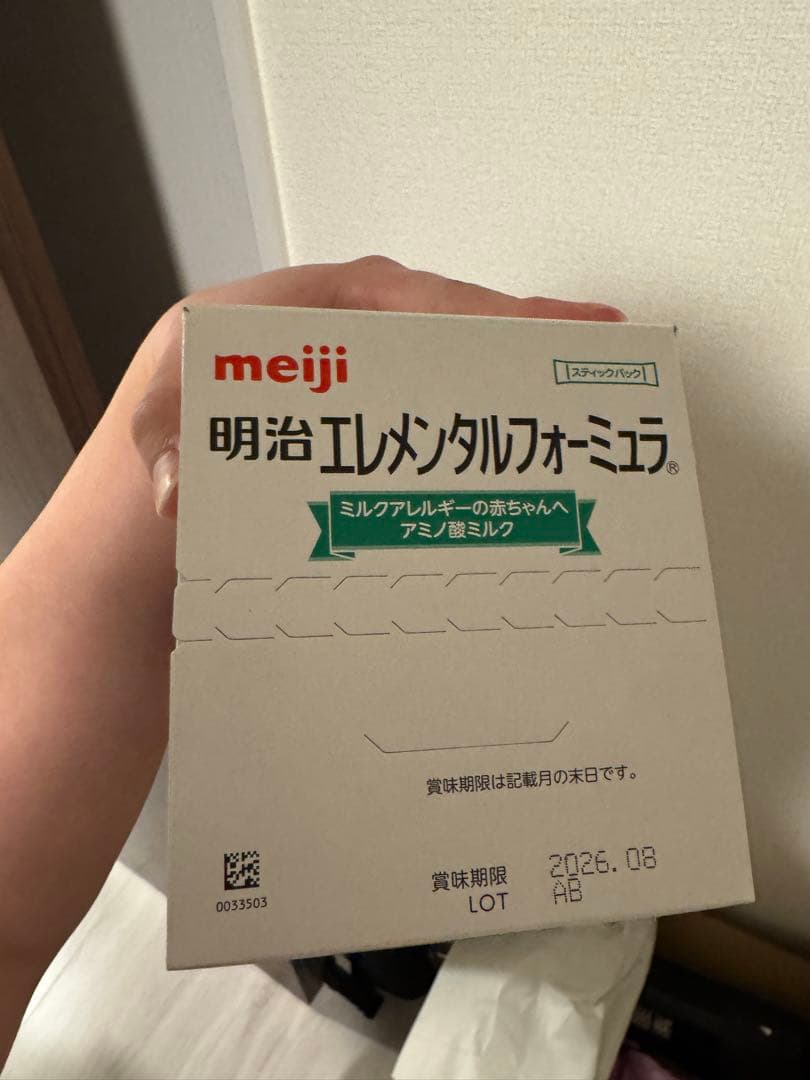 meiji
スティックパック
明治 エレメンタルフォーミュラ®
ミルクアレルギーの赤ちゃんへ
アミノ酸ミルク
賞味期限は記載月の末日です。
賞味期限 2026.08
LOT AB
0033503